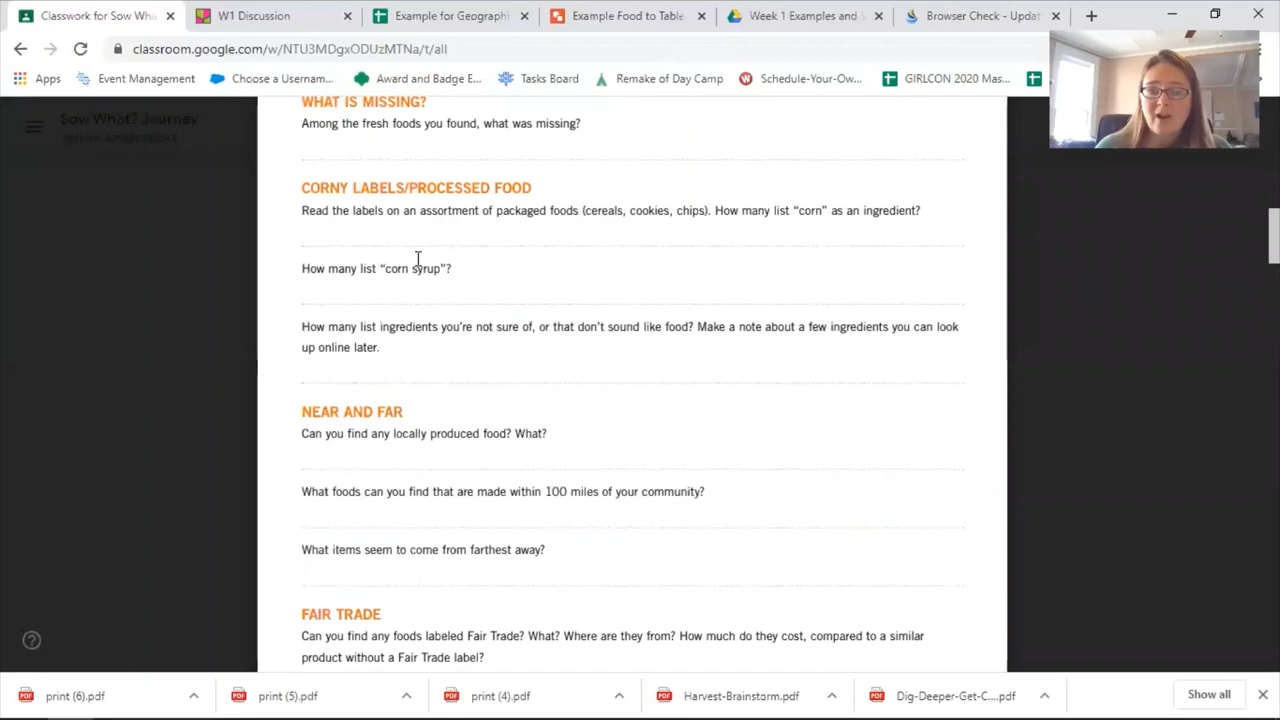 Classwork for Sow Wha
W1 Discussion
Example for Geographi
Example Food to Table
Week 1 Examples and S
Browser Check - Updat
classroom.google.com/w/NTU3MDgxODUzMTNa/t/all
Apps
Event Management
Choose a Usernam...
Award and Badge E...
Tasks Board
Remake of Day Camp
Schedule-Your-Ow...
GIRLCON 2020 Mas...
Sow What? Journey
WHAT IS MISSING?
Among the fresh foods you found, what was missing?
CORNY LABELS/PROCESSED FOOD
Read the labels on an assortment of packaged foods (cereals, cookies, chips). How many list “corn” as an ingredient?
How many list “corn syrup”?
How many list ingredients you’re not sure of, or that don’t sound like food? Make a note about a few ingredients you can look
up online later.
NEAR AND FAR
Can you find any locally produced food? What?
What foods can you find that are made within 100 miles of your community?
What items seem to come from farthest away?
FAIR TRADE
Can you find any foods labeled Fair Trade? What? Where are they from? How much do they cost, compared to a similar
product without a Fair Trade label?
print (6).pdf
print (5).pdf
print (4).pdf
Harvest-Brainstorm.pdf
Dig-Deeper-Get-C....pdf
Show all